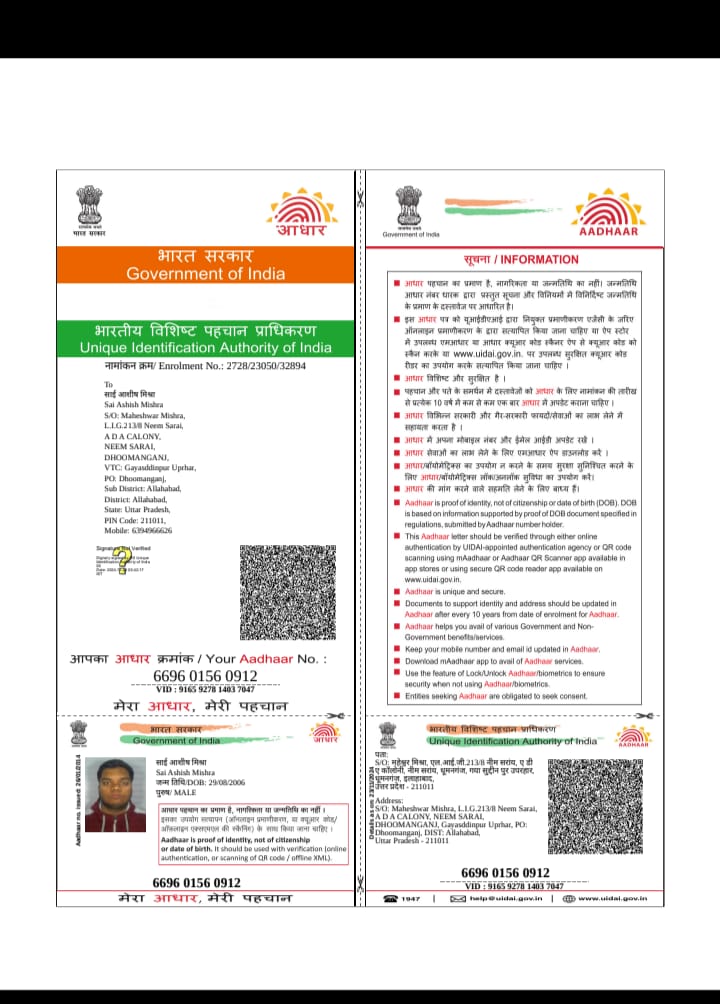 भारत सरकार
आधार
भारत सरकार
Government of India
भारतीय विशिष्ट पहचान प्राधिकरण
Unique Identification Authority of India
नामांकन क्रम/ Enrolment No.: 2728/23050/32894
To
साई आशीष मिश्रा
Sai Ashish Mishra
S/O: Maheshwar Mishra,
L.I.G.213/8 Neem Sarai,
A D A CALONY,
NEEM SARAI,
DHOOMANGANJ,
VTC: Gayasddinpur Uprhar,
PO: Dhoomanganj,
Sub District: Allahabad,
District: Allahabad,
State: Uttar Pradesh,
PIN Code: 211011,
Mobile: 6394966626
Signature Not Verified
आपका आधार क्रमांक / Your Aadhaar No. :
6696 0156 0912
VID : 9165 9278 1403 7047
मेरा आधार, मेरी पहचान
Government of India
AADHAAR
सूचना / INFORMATION
आधार पहचान का प्रमाण है, नागरिकता या जन्मतिथि का नहीं। जन्मतिथि
आधार नंबर धारक द्वारा प्रस्तुत सूचना और विनियमों में विनिर्दिष्ट जन्मतिथि
के प्रमाण के दस्तावेज पर आधारित है।
इस आधार पत्र को यूआईडीएआई द्वारा नियुक्त प्रमाणीकरण एजेंसी के जरिए
ऑनलाइन प्रमाणीकरण के द्वारा सत्यापित किया जाना चाहिए या ऐप स्टोर
में उपलब्ध एमआधार या आधार क्यूआर कोड स्कैनर ऐप से क्यूआर कोड को
स्कैन करके या www.uidai.gov.in. पर उपलब्ध सुरक्षित क्यूआर कोड
रीडर का उपयोग करके सत्यापित किया जाना चाहिए ।
आधार विशिष्ट और सुरक्षित है ।
पहचान और पते के समर्थन में दस्तावेजों को आधार के लिए नामांकन की तारीख
से प्रत्येक 10 वर्ष में कम से कम एक बार आधार में अपडेट कराना चाहिए ।
आधार विभिन्न सरकारी और गैर-सरकारी फायदों/सेवाओं का लाभ लेने में
सहायता करता है ।
आधार में अपना मोबाइल नंबर और ईमेल आईडी अपडेट रखें ।
आधार सेवाओं का लाभ लेने के लिए एमआधार ऐप डाउनलोड करें ।
आधार/बॉयोमेट्रिक्स का उपयोग न करने के समय सुरक्षा सुनिश्चित करने के
लिए आधार/बॉयोमेट्रिक्स लॉक/अनलॉक सुविधा का उपयोग करें।
आधार की मांग करने वाले सहमति लेने के लिए बाध्य हैं।
Aadhaar is proof of identity, not of citizenship or date of birth (DOB). DOB
is based on information supported by proof of DOB document specified in
regulations, submitted by Aadhaar number holder.
This Aadhaar letter should be verified through either online
authentication by UIDAI-appointed authentication agency or QR code
scanning using mAadhaar or Aadhaar QR Scanner app available in
app stores or using secure QR code reader app available on
www.uidai.gov.in.
Aadhaar is unique and secure.
Documents to support identity and address should be updated in
Aadhaar after every 10 years from date of enrolment for Aadhaar.
Aadhaar helps you avail of various Government and Non-
Government benefits/services.
Keep your mobile number and email id updated in Aadhaar.
Download mAadhaar app to avail of Aadhaar services.
Use the feature of Lock/Unlock Aadhaar/biometrics to ensure
security when not using Aadhaar/biometrics.
Entities seeking Aadhaar are obligated to seek consent.
भारत सरकार
Government of India
आधार
साई आशीष मिश्रा
Sai Ashish Mishra
जन्म तिथि/DOB: 29/08/2006
पुरुष/ MALE
आधार पहचान का प्रमाण है, नागरिकता या जन्मतिथि का नहीं ।
इसका उपयोग सत्यापन (ऑनलाइन प्रमाणीकरण, या क्यूआर कोड/
ऑफ़लाइन एक्सएमएल की स्कैनिंग) के साथ किया जाना चाहिए ।
Aadhaar is proof of identity, not of citizenship
or date of birth. It should be used with verification (online
authentication, or scanning of QR code / offline XML).
6696 0156 0912
मेरा आधार, मेरी पहचान
भारतीय विशिष्ट पहचान प्राधिकरण
Unique Identification Authority of India
AADHAAR
पता:
S/O: महेश्वर मिश्रा, एल.आई.जी.213/8 नीम सरांय, ए डी
ए कॉलोनी, नीम सरांय, धूमनगंज, गया सुद्दीन पुर उपरहार,
धूमनगंज, इलाहाबाद,
उत्तर प्रदेश - 211011
Address:
S/O: Maheshwar Mishra, L.I.G.213/8 Neem Sarai,
A D A CALONY, NEEM SARAI,
DHOOMANGANJ, Gayasddinpur Uprhar, PO:
Dhoomanganj, DIST: Allahabad,
Uttar Pradesh - 211011
6696 0156 0912
VID : 9165 9278 1403 7047
1947 | help@uidai.gov.in | www.uidai.gov.in